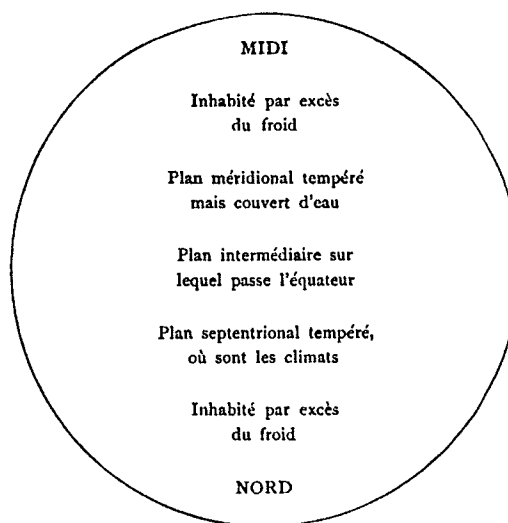 MIDI
Inhabité par excès
du froid
Plan méridional tempéré
mais couvert d'eau
Plan intermédiaire sur
lequel passe l'équateur
Plan septentrional tempéré,
où sont les climats
Inhabité par excès
du froid
NORD